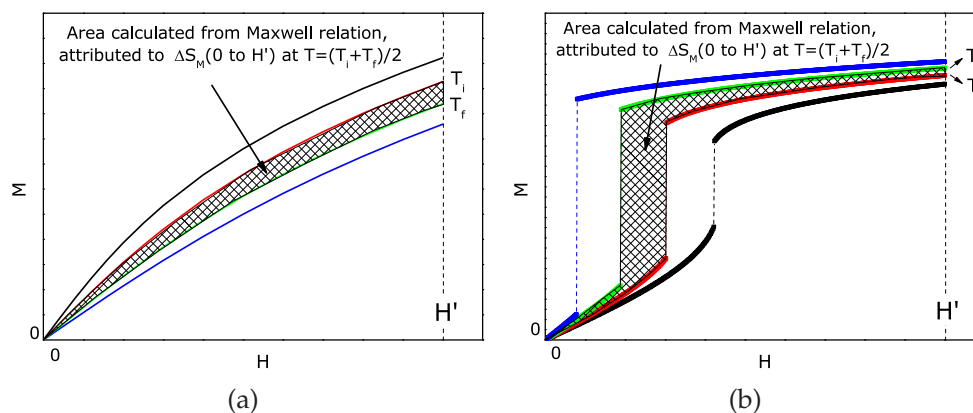 Area calculated from Maxwell relation,
attributed to ΔS_M(0 to H') at T=(T_i+T_f)/2
T_i
T_f
M
H'
0
0
H
(a)
Area calculated from Maxwell relation,
attributed to ΔS_M(0 to H') at T=(T_i+T_f)/2
T
T
M
H'
0
0
H
(b)